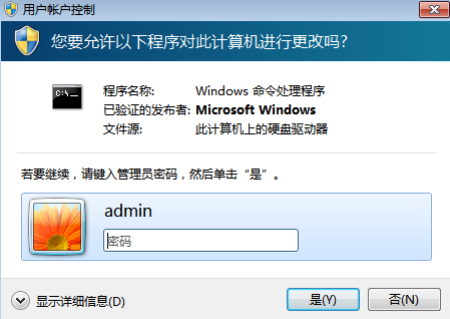 用户帐户控制
您要允许以下程序对此计算机进行更改吗?
C:\_
程序名称: Windows 命令处理程序
已验证的发布者: Microsoft Windows
文件源: 此计算机上的硬盘驱动器
若要继续，请键入管理员密码，然后单击“是”。
admin
密码
显示详细信息(D)
是(Y)
否(N)